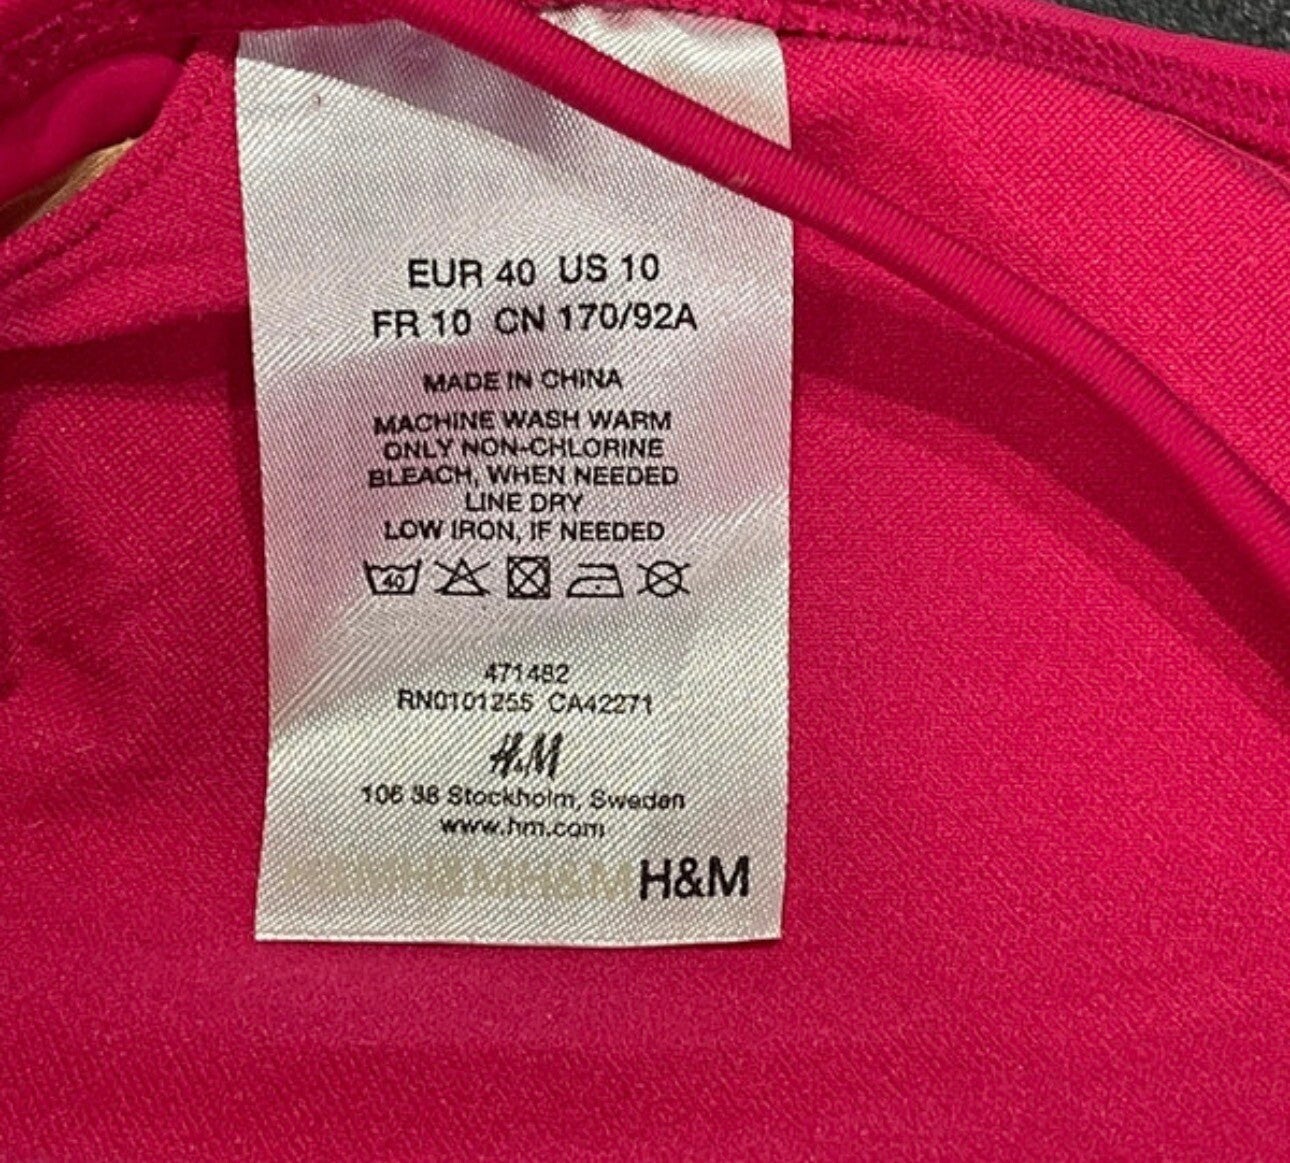 EUR 40 US 10
FR 10 CN 170/92A
MADE IN CHINA
MACHINE WASH WARM
ONLY NON-CHLORINE
BLEACH, WHEN NEEDED
LINE DRY
LOW IRON, IF NEEDED
40
471482
RN0101255 CA42271
H&M
106 38 Stockholm, Sweden
www.hm.com
H&M